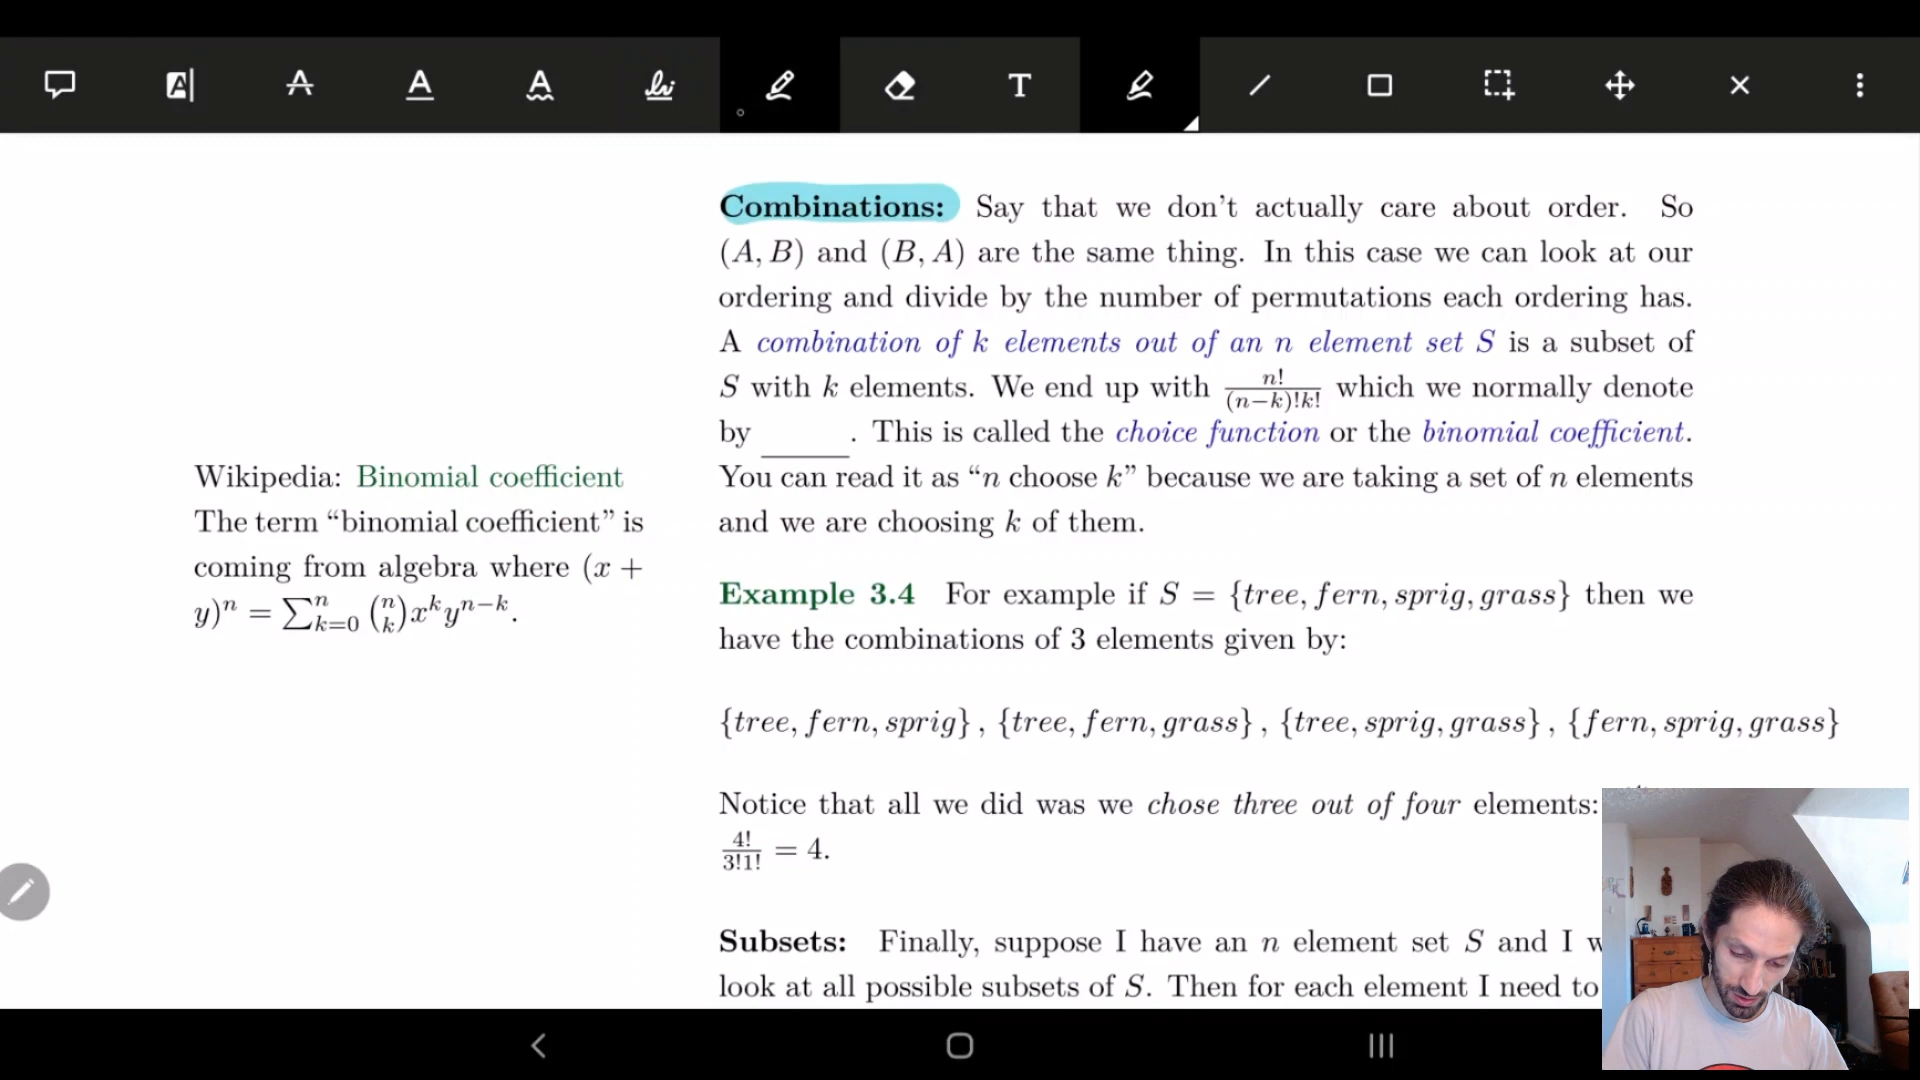 Combinations: Say that we don't actually care about order. So
(A, B) and (B, A) are the same thing. In this case we can look at our
ordering and divide by the number of permutations each ordering has.
A combination of k elements out of an n element set S is a subset of
S with k elements. We end up with n!/((n−k)!k!) which we normally denote
by ______. This is called the choice function or the binomial coefficient.
You can read it as “n choose k” because we are taking a set of n elements
and we are choosing k of them.
Wikipedia: Binomial coefficient
The term “binomial coefficient” is
coming from algebra where (x +
y)^n = ∑_{k=0}^n (n choose k) x^k y^{n−k}.
Example 3.4 For example if S = {tree, fern, sprig, grass} then we
have the combinations of 3 elements given by:
{tree, fern, sprig}, {tree, fern, grass}, {tree, sprig, grass}, {fern, sprig, grass}
Notice that all we did was we chose three out of four elements:
4!/(3!1!) = 4.
Subsets: Finally, suppose I have an n element set S and I
look at all possible subsets of S. Then for each element I need to